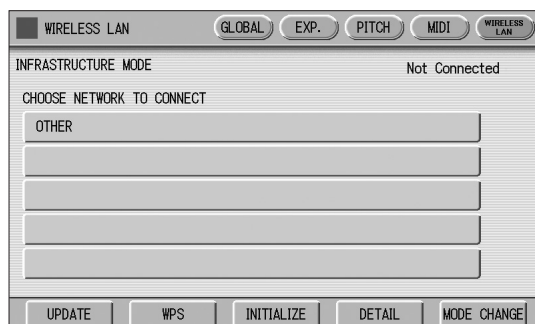 WIRELESS LAN GLOBAL EXP. PITCH MIDI WIRELESS LAN
INFRASTRUCTURE MODE Not Connected
CHOOSE NETWORK TO CONNECT
OTHER
UPDATE WPS INITIALIZE DETAIL MODE CHANGE